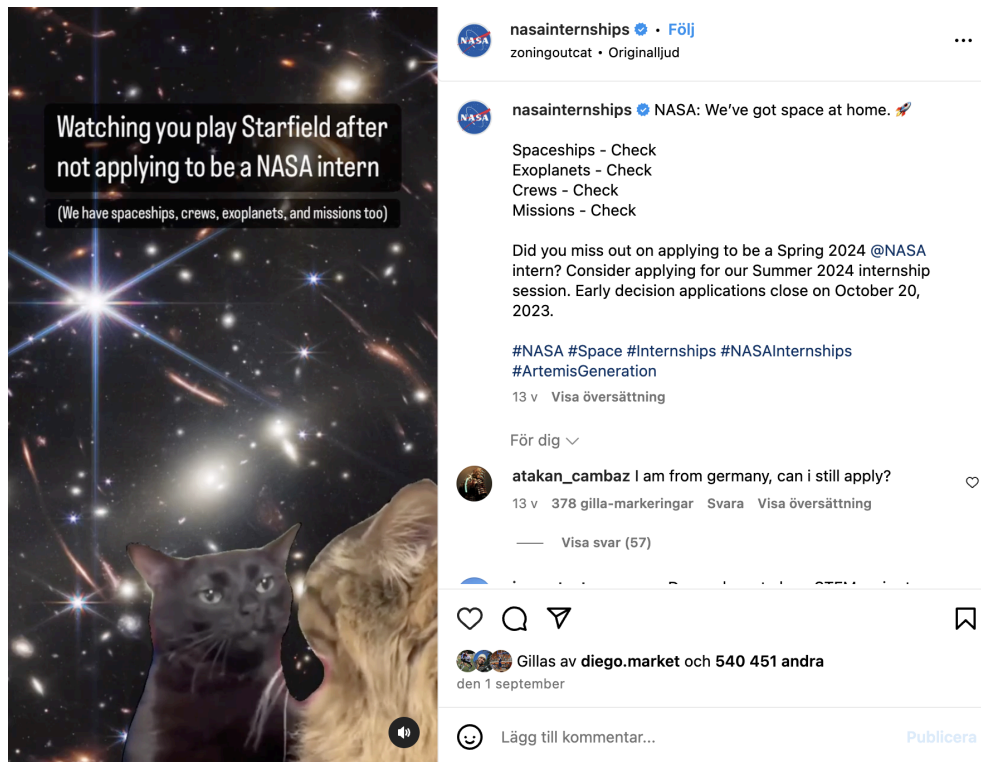 Watching you play Starfield after
not applying to be a NASA intern
(We have spaceships, crews, exoplanets, and missions too)
NASA
nasainternships • Följ
zoningoutcat • Originalljud
NASA
nasainternships NASA: We’ve got space at home. 🚀
Spaceships - Check
Exoplanets - Check
Crews - Check
Missions - Check
Did you miss out on applying to be a Spring 2024 @NASA
intern? Consider applying for our Summer 2024 internship
session. Early decision applications close on October 20,
2023.
#NASA #Space #Internships #NASAInternships
#ArtemisGeneration
13 v Visa översättning
För dig
atakan_cambaz I am from germany, can i still apply?
13 v 378 gilla-markeringar Svara Visa översättning
Visa svar (57)
Gillas av diego.market och 540 451 andra
den 1 september
Lägg till kommentar...
Publicera